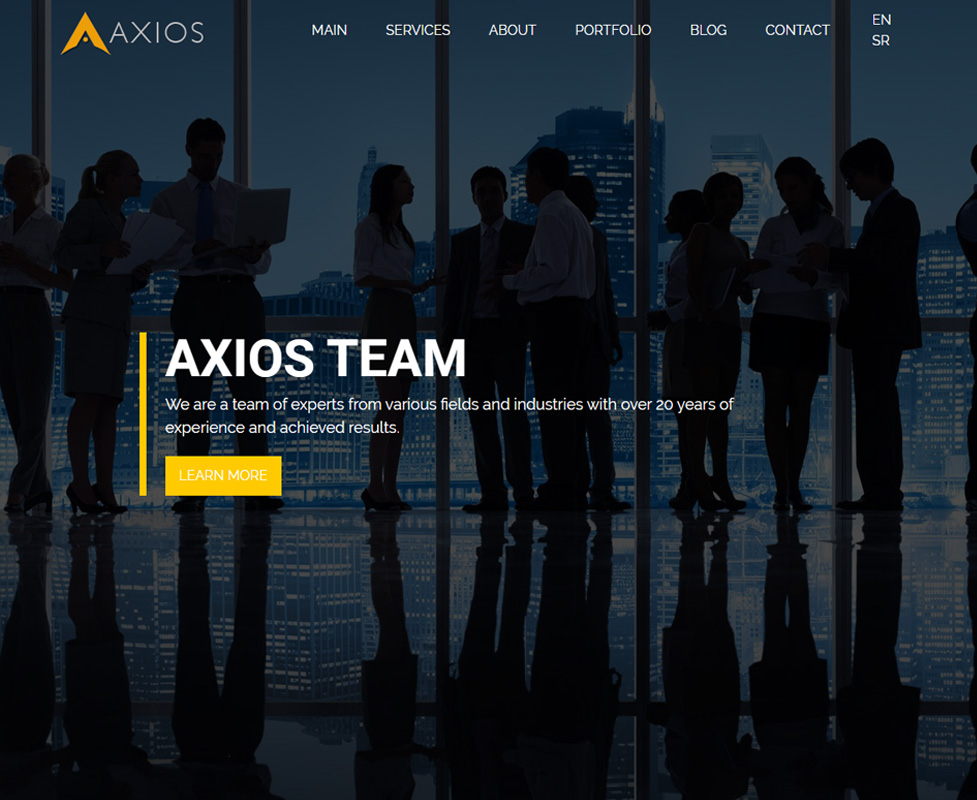 AXIOS
MAIN
SERVICES
ABOUT
PORTFOLIO
BLOG
CONTACT
EN
SR
AXIOS TEAM
We are a team of experts from various fields and industries with over 20 years of
experience and achieved results.
LEARN MORE